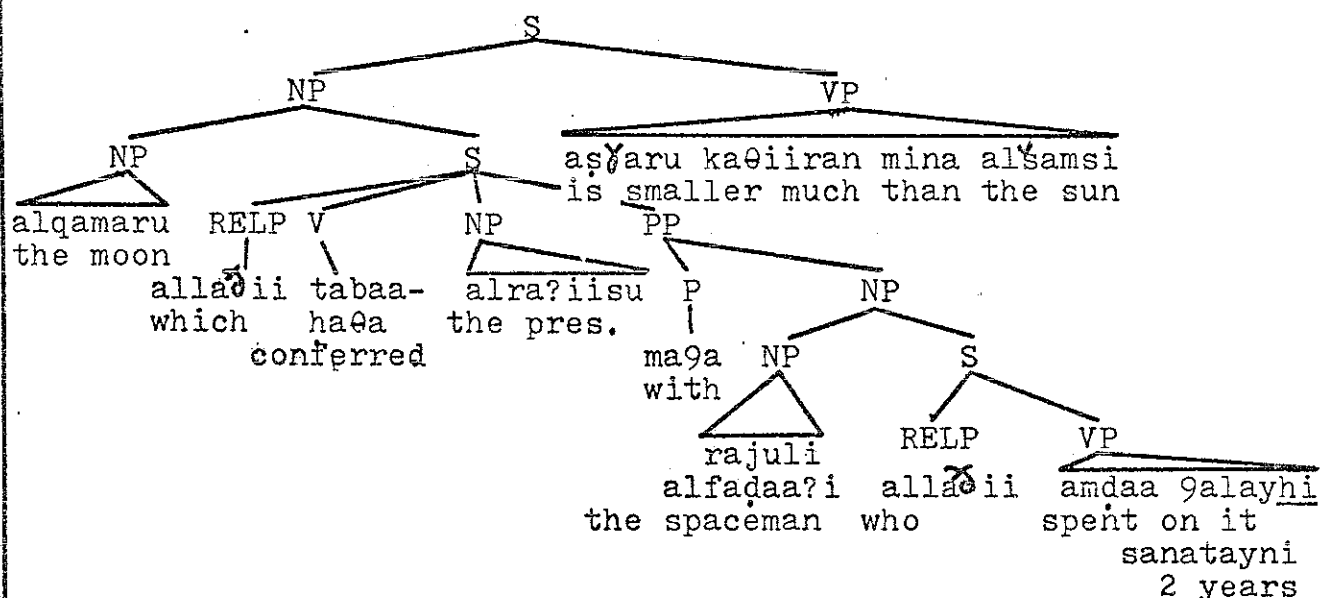 S
NP VP
NP S aṣɣaru kaθiiran mina alšamsi
is smaller much than the sun
alqamaru RELP V NP PP
the moon
allaðii tabaa- alra?iisu P NP
which haθa the pres.
conferred ma9a NP S
with
RELP VP
rajuli
alfaḍaa?i allaðii amḍaa 9alayhi
the spaceman who spent on it
sanatayni
2 years